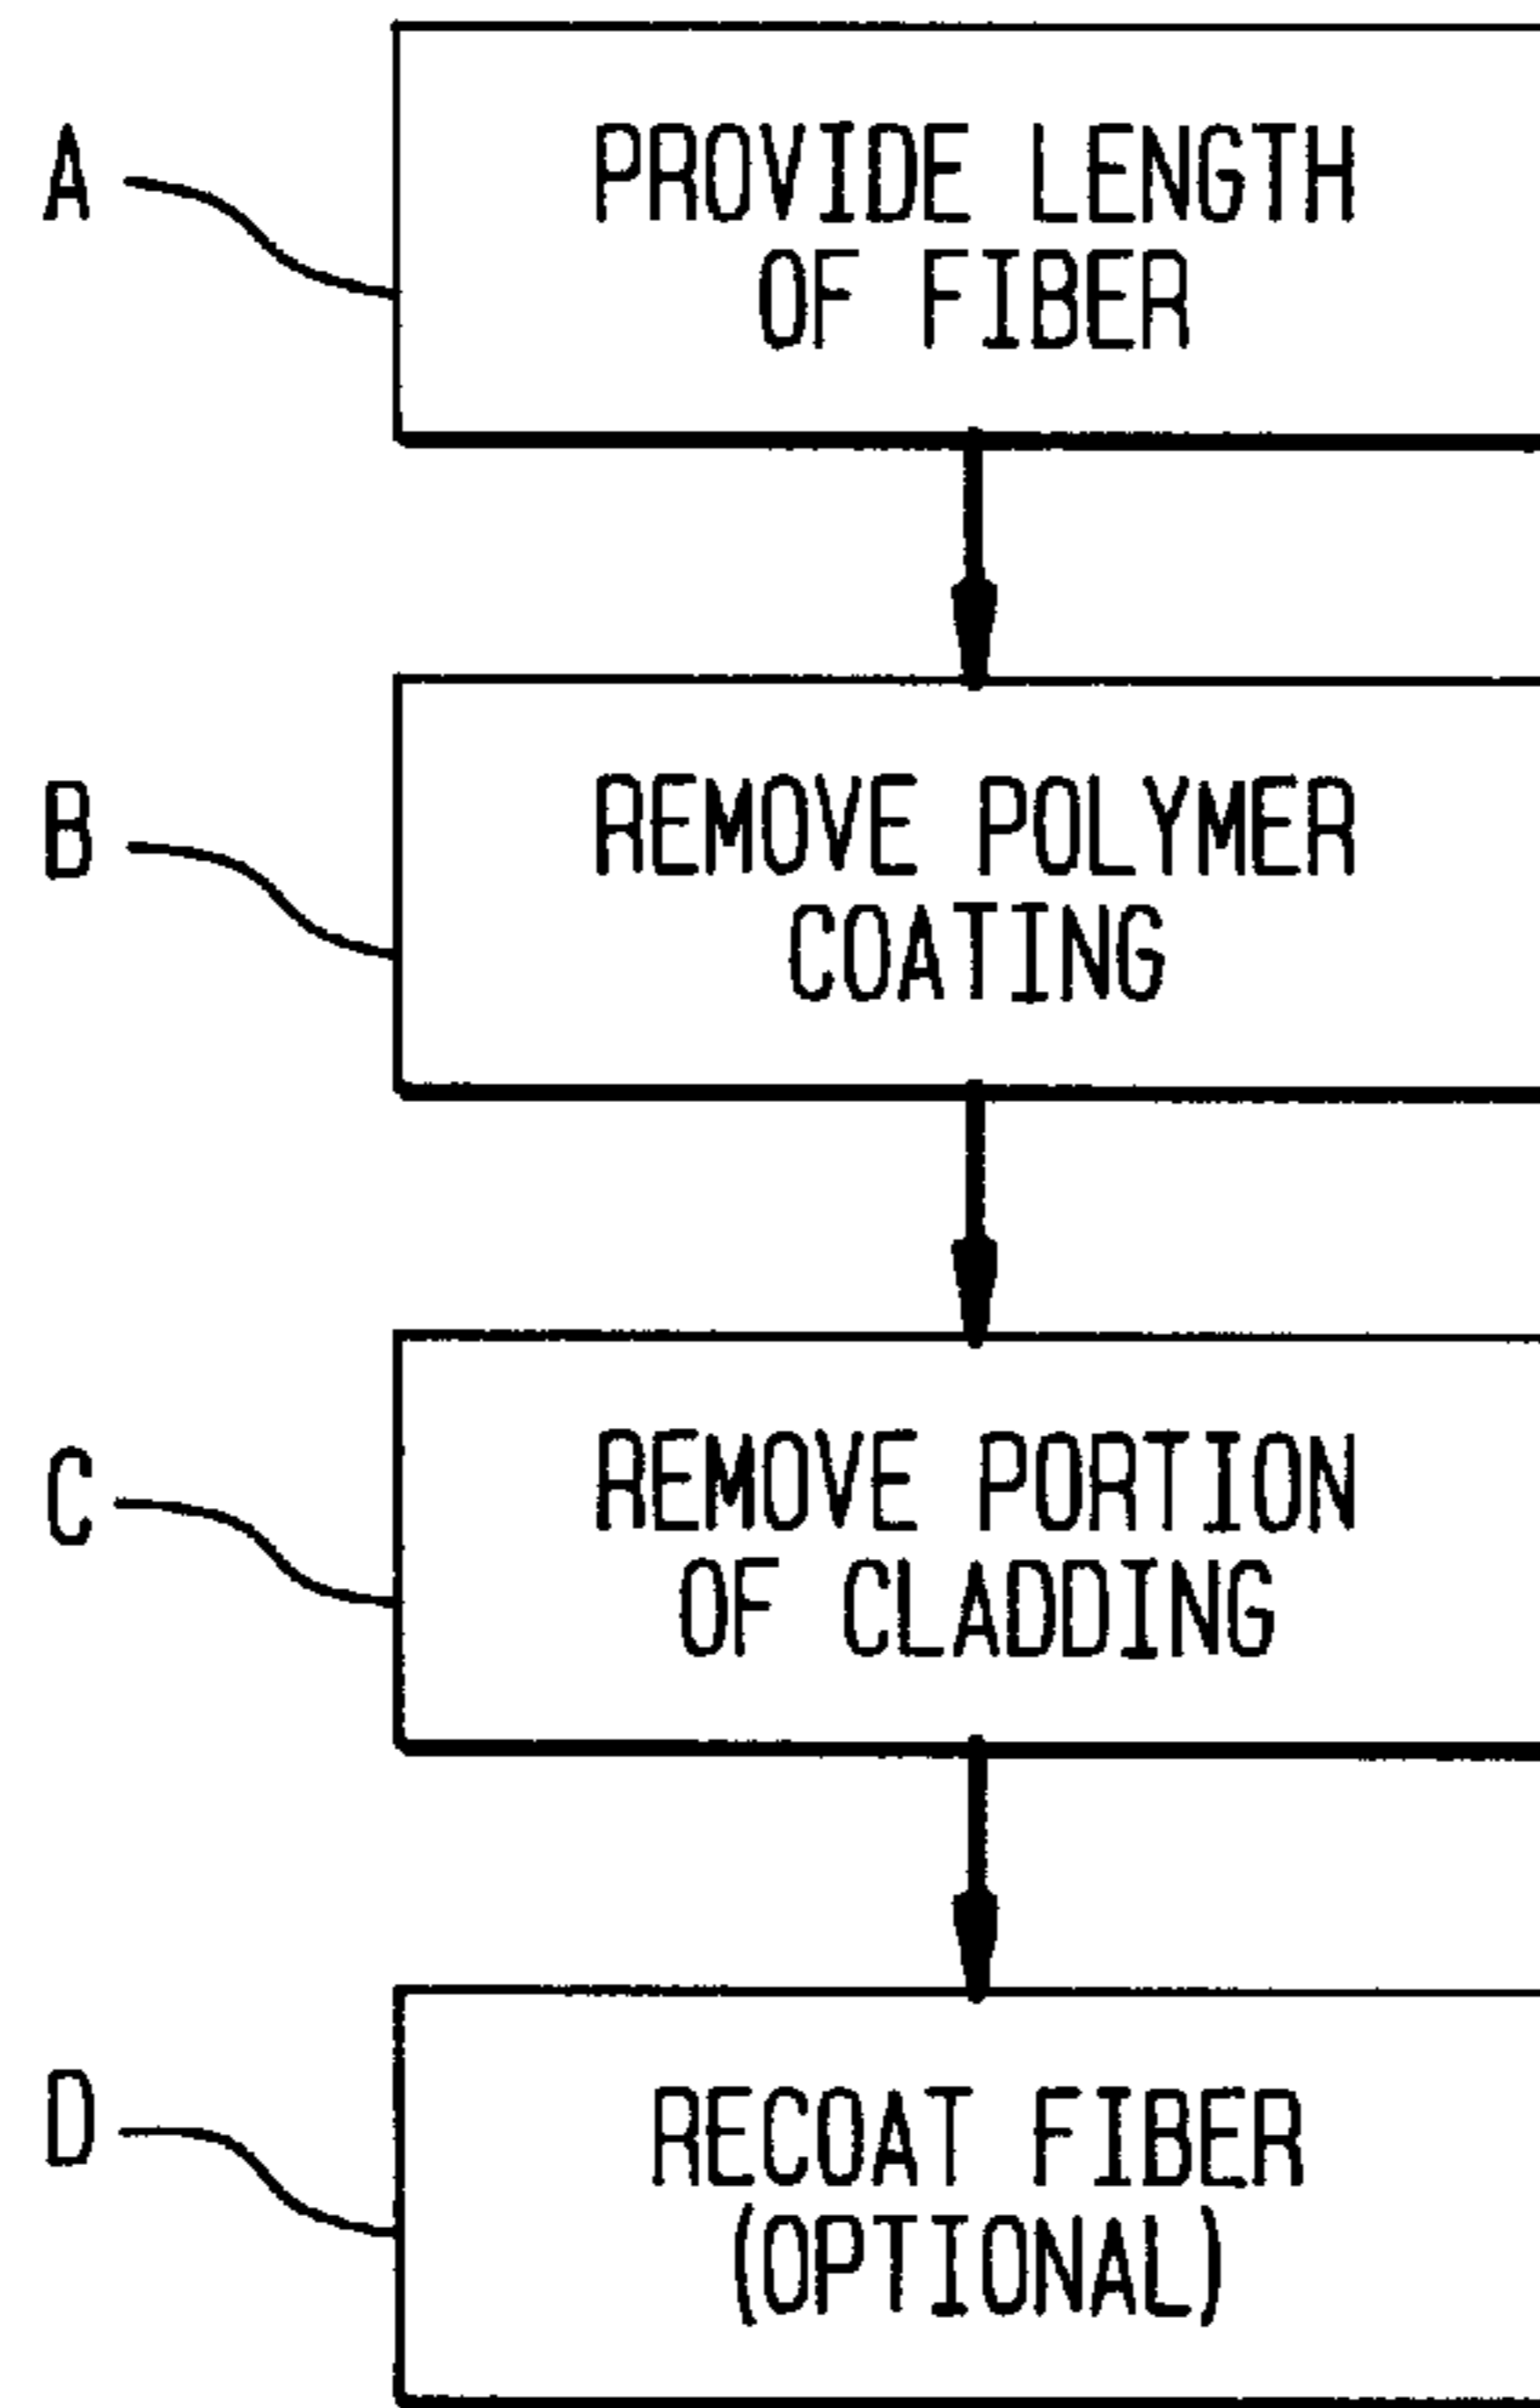 A
PROVIDE LENGTH
OF FIBER
B
REMOVE POLYMER
COATING
C
REMOVE PORTION
OF CLADDING
D
RECOAT FIBER
(OPTIONAL)